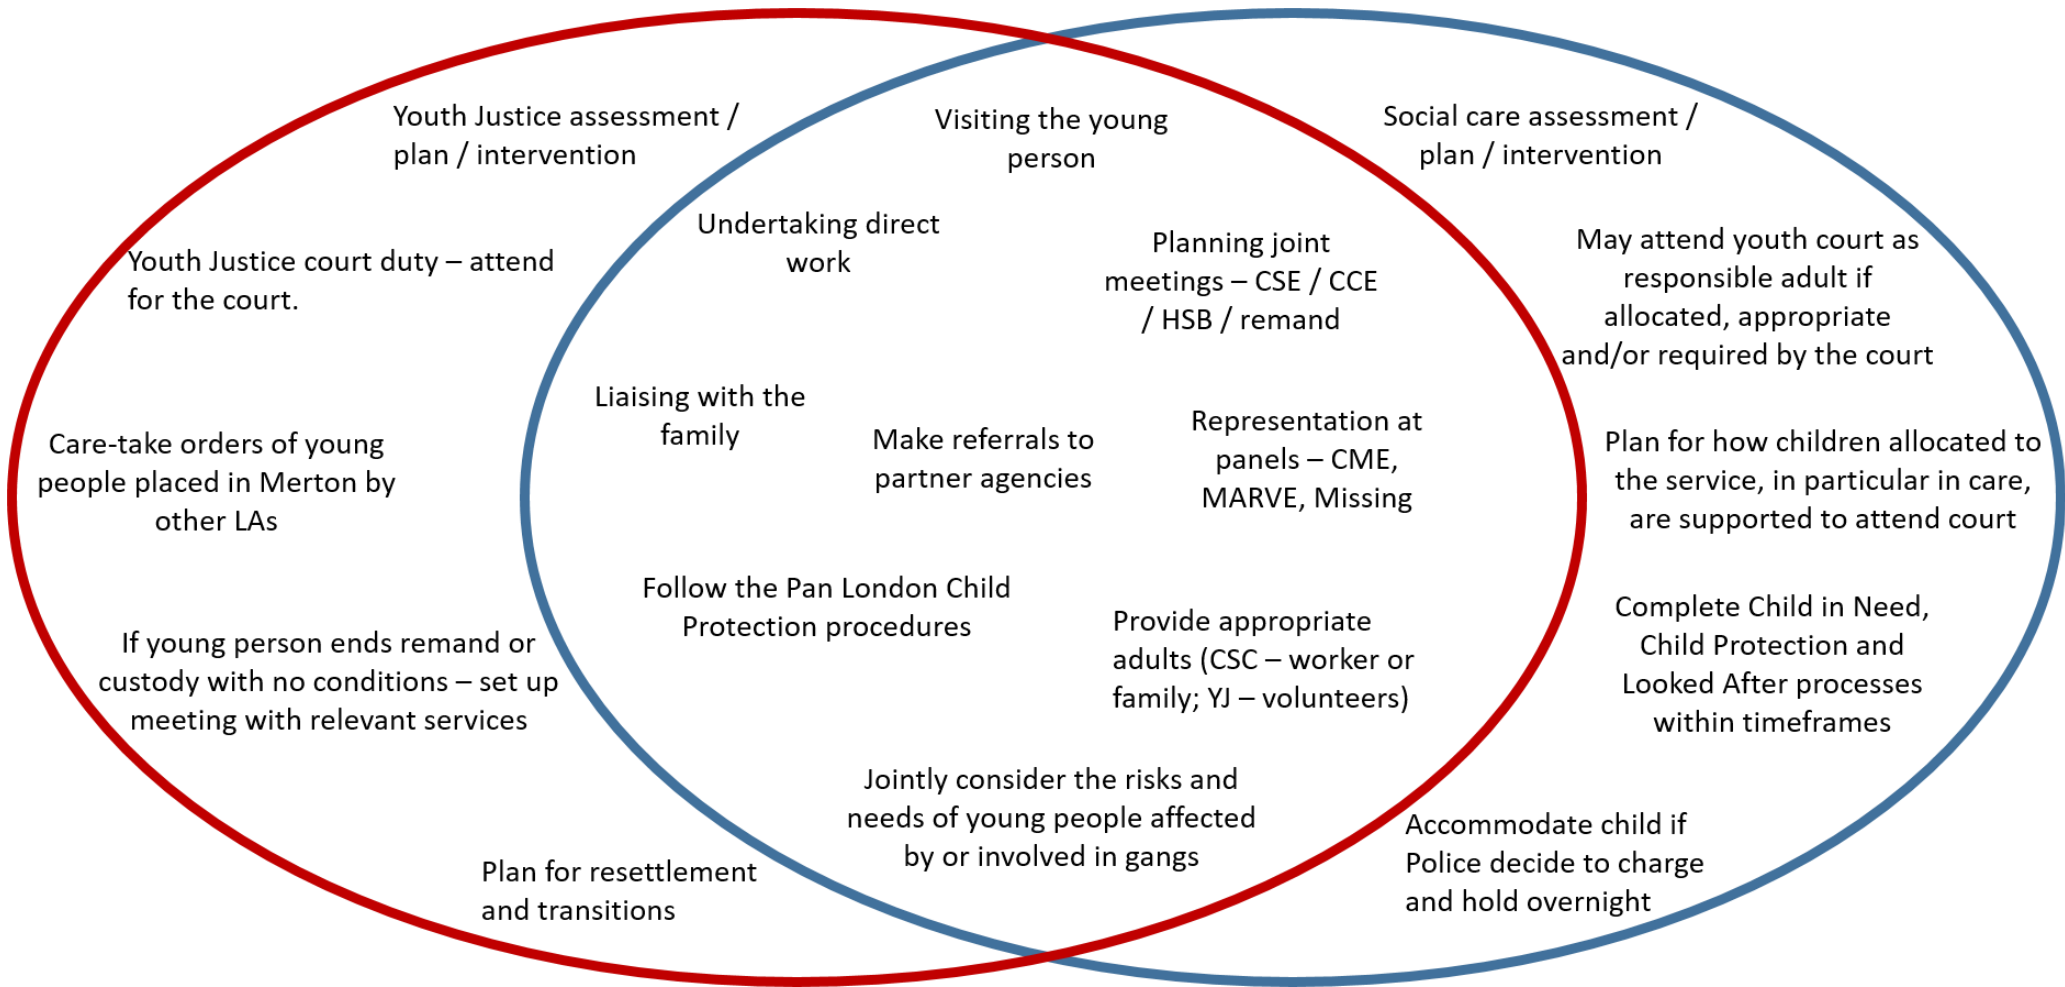 Youth Justice assessment /
plan / intervention
Youth Justice court duty – attend
for the court.
Care-take orders of young
people placed in Merton by
other LAs
If young person ends remand or
custody with no conditions – set up
meeting with relevant services
Plan for resettlement
and transitions
Visiting the young
person
Undertaking direct
work
Planning joint
meetings – CSE / CCE
/ HSB / remand
Liaising with the
family
Make referrals to
partner agencies
Representation at
panels – CME,
MARVE, Missing
Follow the Pan London Child
Protection procedures
Provide appropriate
adults (CSC – worker or
family; YJ – volunteers)
Jointly consider the risks and
needs of young people affected
by or involved in gangs
Social care assessment /
plan / intervention
May attend youth court as
responsible adult if
allocated, appropriate
and/or required by the court
Plan for how children allocated to
the service, in particular in care,
are supported to attend court
Complete Child in Need,
Child Protection and
Looked After processes
within timeframes
Accommodate child if
Police decide to charge
and hold overnight